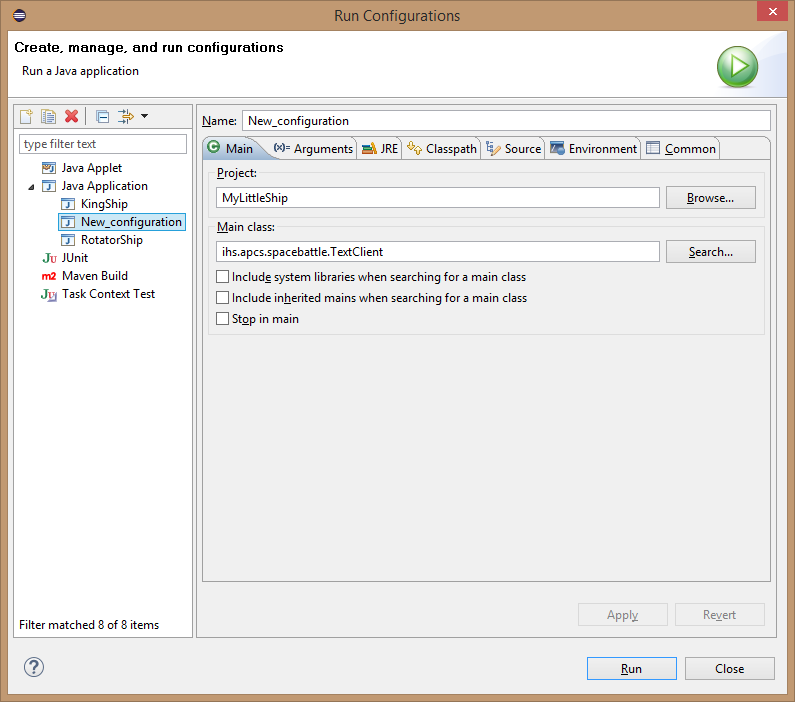 Run Configurations
Create, manage, and run configurations
Run a Java application
type filter text
Java Applet
Java Application
KingShip
New_configuration
RotatorShip
JUnit
Maven Build
Task Context Test
Filter matched 8 of 8 items
Name: New_configuration
Main (x)= Arguments JRE Classpath Source Environment Common
Project:
MyLittleShip Browse...
Main class:
ihs.apcs.spacebattle.TextClient Search...
Include system libraries when searching for a main class
Include inherited mains when searching for a main class
Stop in main
Apply Revert
Run Close